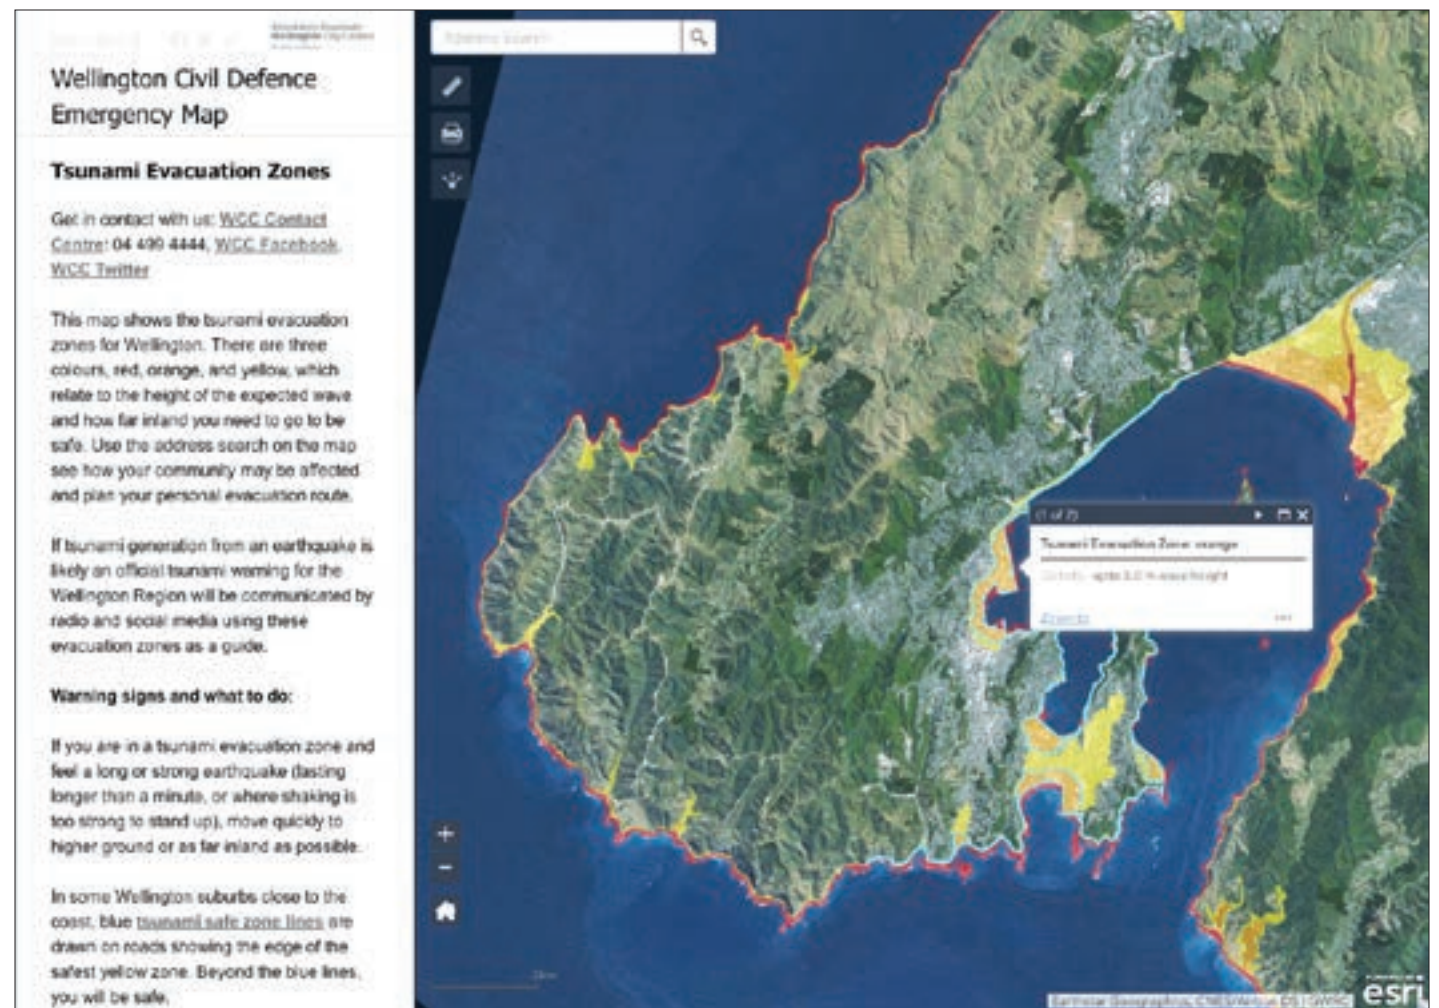 Wellington City Council
Wellington Civil Defence
Emergency Map
Tsunami Evacuation Zones
Get in contact with us: WCC Contact
Centre: 04 499 4444, WCC Facebook,
WCC Twitter
This map shows the tsunami evacuation
zones for Wellington. There are three
colours, red, orange, and yellow, which
relate to the height of the expected wave
and how far inland you need to go to be
safe. Use the address search on the map
see how your community may be affected
and plan your personal evacuation route.
If tsunami generation from an earthquake is
likely an official tsunami warning for the
Wellington Region will be communicated by
radio and social media using these
evacuation zones as a guide.
Warning signs and what to do:
If you are in a tsunami evacuation zone and
feel a long or strong earthquake (lasting
longer than a minute, or where shaking is
too strong to stand up), move quickly to
higher ground or as far inland as possible.
In some Wellington suburbs close to the
coast, blue tsunami safe zone lines are
drawn on roads showing the edge of the
safest yellow zone. Beyond the blue lines,
you will be safe.
Address Search
Tsunami Evacuation Zone: orange
wave height
Zoom to
esri